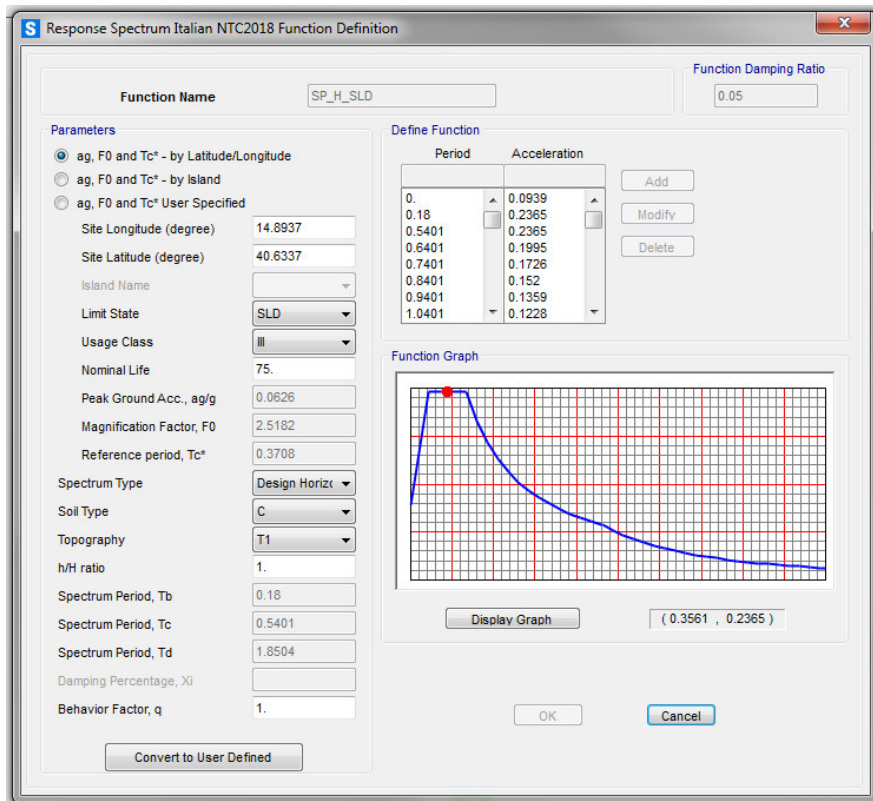 S Response Spectrum Italian NTC2018 Function Definition
Function Name
SP_H_SLD
Function Damping Ratio
0.05
Parameters
ag, F0 and Tc* - by Latitude/Longitude
ag, F0 and Tc* - by Island
ag, F0 and Tc* User Specified
Site Longitude (degree) 14.8937
Site Latitude (degree) 40.6337
Island Name
Limit State SLD
Usage Class III
Nominal Life 75.
Peak Ground Acc., ag/g 0.0626
Magnification Factor, F0 2.5182
Reference period, Tc* 0.3708
Spectrum Type Design Horizc
Soil Type C
Topography T1
h/H ratio 1.
Spectrum Period, Tb 0.18
Spectrum Period, Tc 0.5401
Spectrum Period, Td 1.8504
Damping Percentage, Xi
Behavior Factor, q 1.
Convert to User Defined
Define Function
Period Acceleration
0. 0.0939
0.18 0.2365
0.5401 0.2365
0.6401 0.1995
0.7401 0.1726
0.8401 0.152
0.9401 0.1359
1.0401 0.1228
Add
Modify
Delete
Function Graph
Display Graph
( 0.3561 , 0.2365 )
OK
Cancel